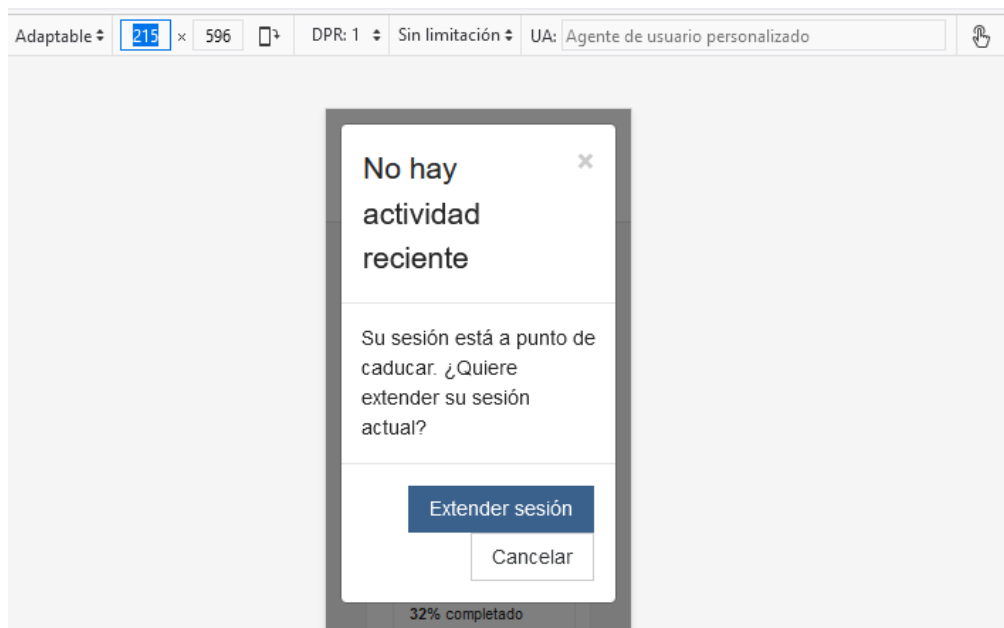 Adaptable 215 × 596 DPR: 1 Sin limitación UA: Agente de usuario personalizado
No hay ×
actividad
reciente
Su sesión está a punto de
caducar. ¿Quiere
extender su sesión
actual?
Extender sesión
Cancelar
32% completado